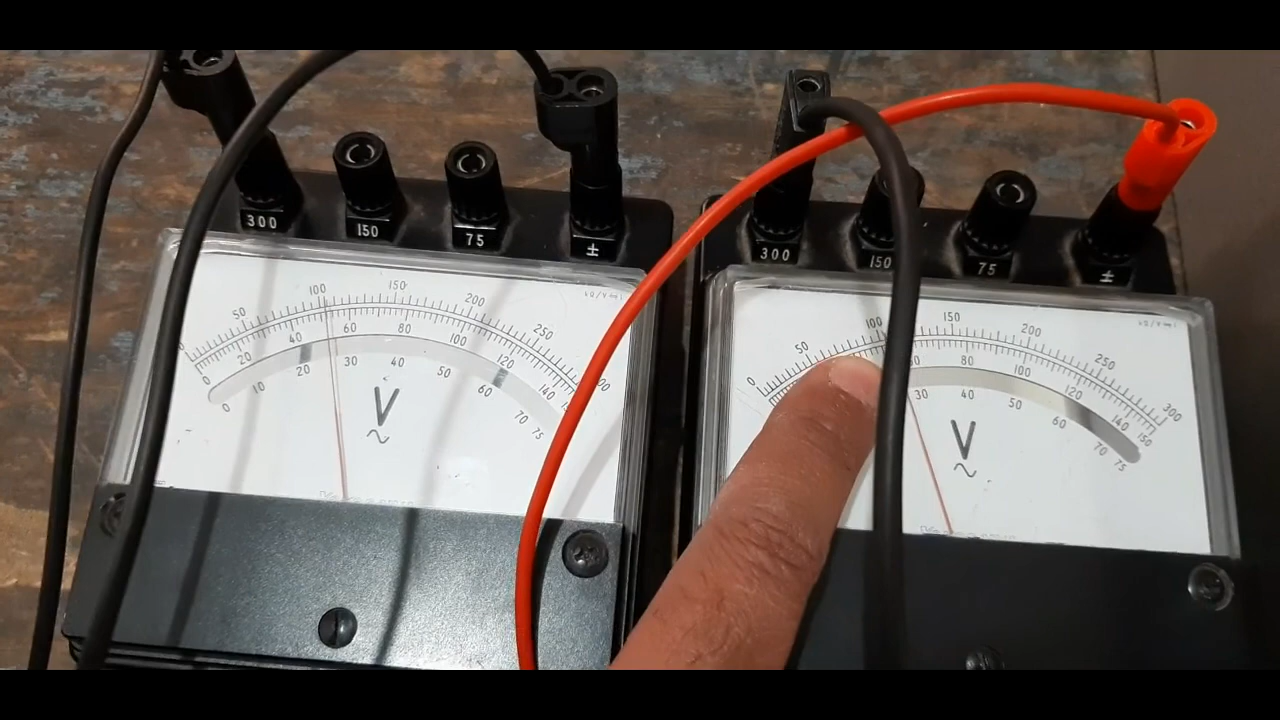 300 150 75 ±
50 100 150 200 250 00
0 20 40 60 80 100 120 140
0 10 20 30 40 50 60 70 75
V
~
300 150 75 ±
0 50 100 150 200 250 300
80 100 120 140 150
30 40 50 60 70 75
V
~